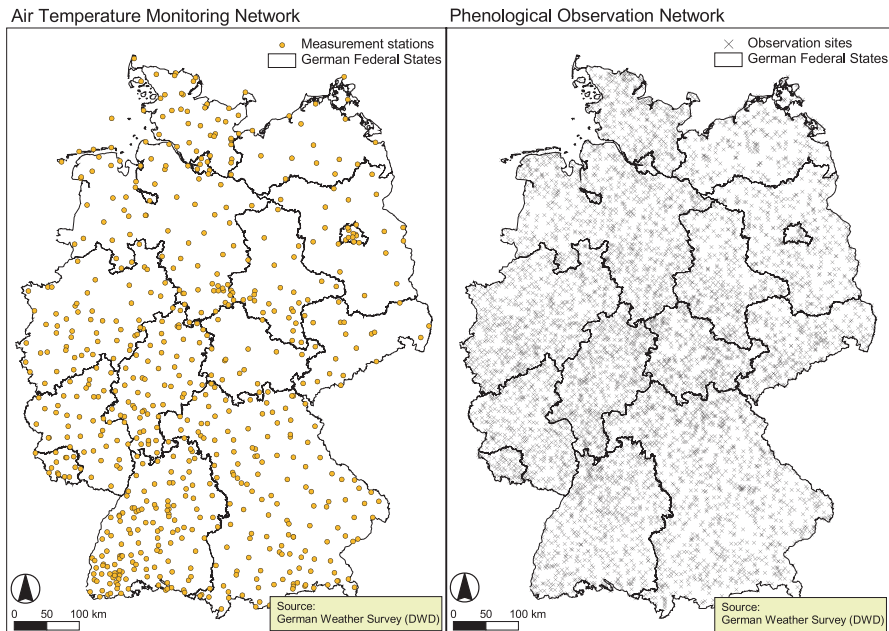 Air Temperature Monitoring Network
Measurement stations
German Federal States
0 50 100 km
Source:
German Weather Survey (DWD)
Phenological Observation Network
Observation sites
German Federal States
0 50 100 km
Source:
German Weather Survey (DWD)